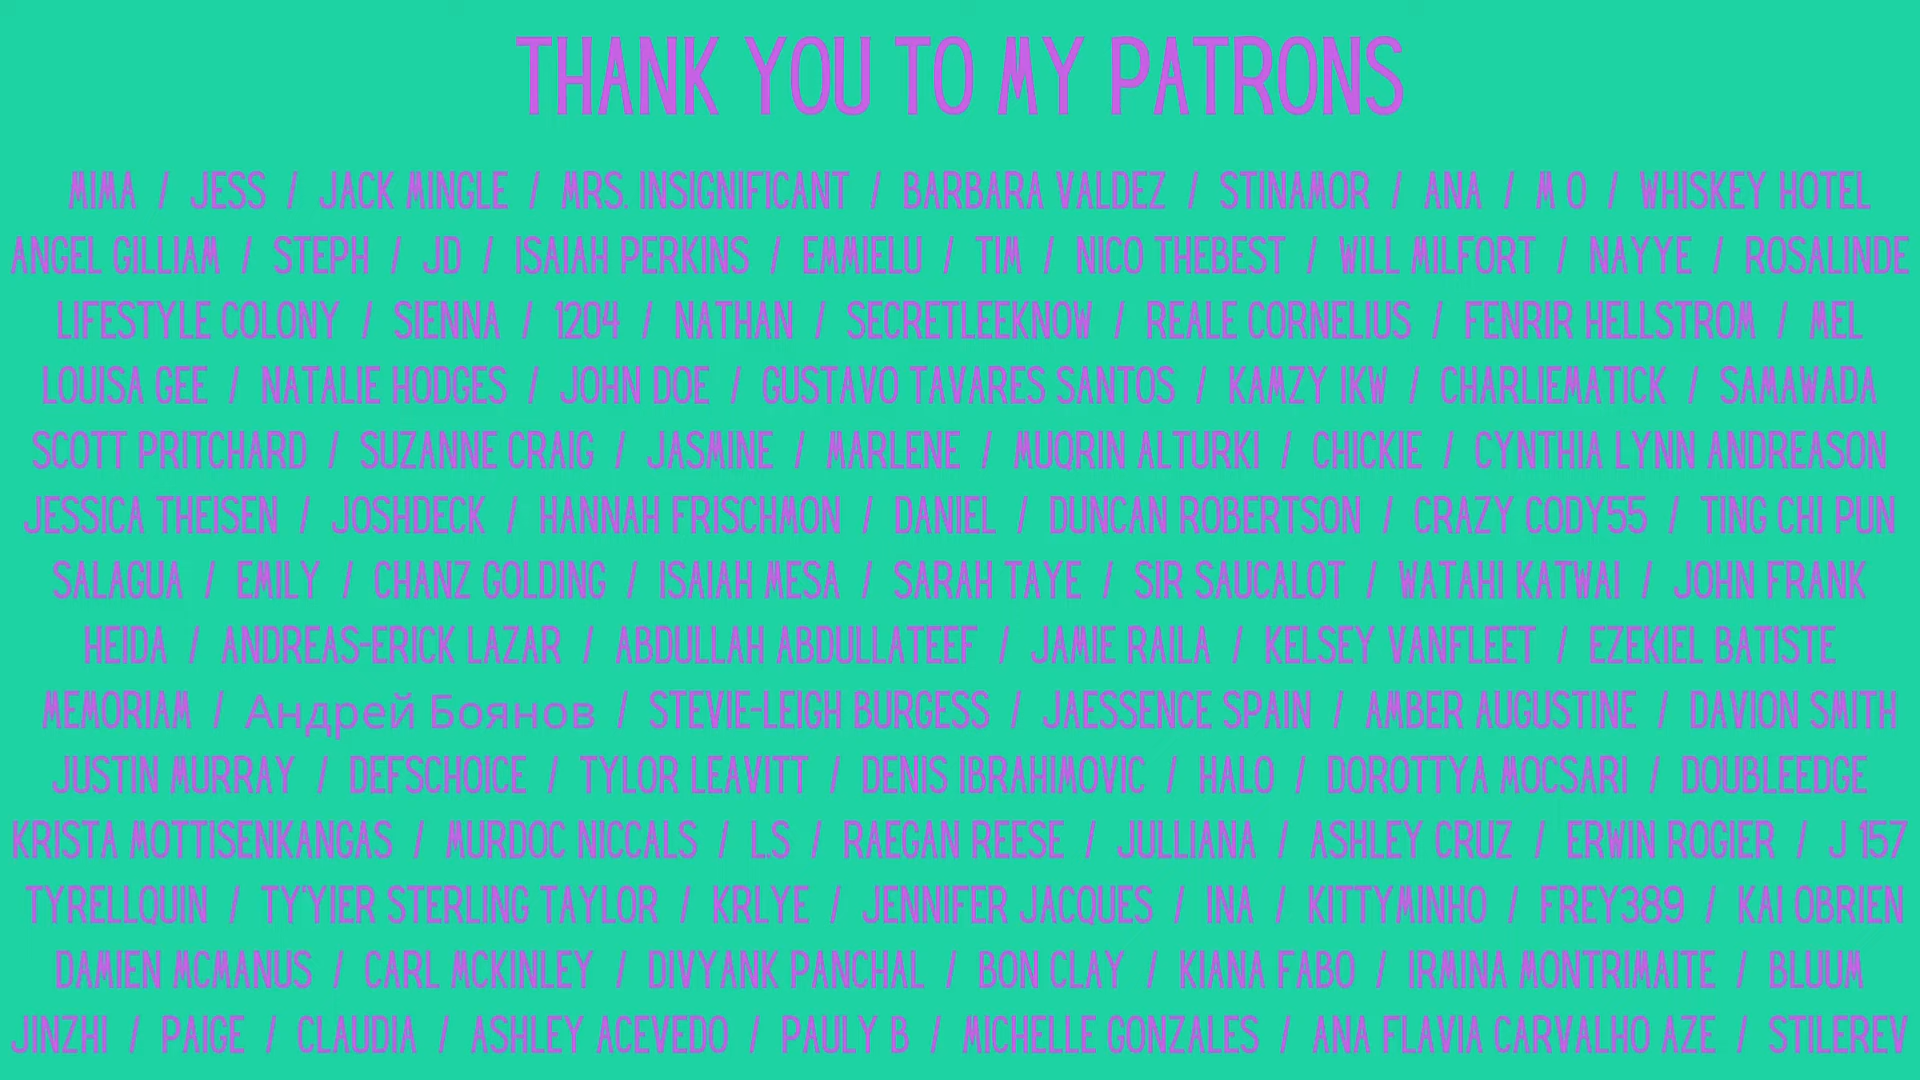 THANK YOU TO MY PATRONS
MIMA / JESS / JACK MINGLE / MRS. INSIGNIFICANT / BARBARA VALDEZ / STINAMOR / ANA / M O / WHISKEY HOTEL
ANGEL GILLIAM / STEPH / JD / ISAIAH PERKINS / EMMIELU / TIM / NICO THEBEST / WILL MILFORT / NAYYE / ROSALINDE
LIFESTYLE COLONY / SIENNA / 1204 / NATHAN / SECRETLEEKNOW / REALE CORNELIUS / FENRIR HELLSTROM / MEL
LOUISA GEE / NATALIE HODGES / JOHN DOE / GUSTAVO TAVARES SANTOS / KAMZY IKW / CHARLIEMATICK / SAMAWADA
SCOTT PRITCHARD / SUZANNE CRAIG / JASMINE / MARLENE / MUQRIN ALTURKI / CHICKIE / CYNTHIA LYNN ANDREASON
JESSICA THEISEN / JOSHDECK / HANNAH FRISCHMON / DANIEL / DUNCAN ROBERTSON / CRAZY CODY55 / TING CHI PUN
SALAGUA / EMILY / CHANZ GOLDING / ISAIAH MESA / SARAH TAYE / SIR SAUCALOT / WATAHI KATWAI / JOHN FRANK
HEIDA / ANDREAS-ERICK LAZAR / ABDULLAH ABDULLATEEF / JAMIE RAILA / KELSEY VANFLEET / EZEKIEL BATISTE
MEMORIAM / Андрей Боянов / STEVIE-LEIGH BURGESS / JAESSENCE SPAIN / AMBER AUGUSTINE / DAVION SMITH
JUSTIN MURRAY / DEFSCHOICE / TYLOR LEAVITT / DENIS IBRAHIMOVIC / HALO / DOROTTYA MOCSARI / DOUBLEEDGE
KRISTA MOTTISENKANGAS / MURDOC NICCALS / L.S / RAEGAN REESE / JULLIANA / ASHLEY CRUZ / ERWIN ROGIER / J 157
TYRELLQUIN / TY'YIER STERLING TAYLOR / KRLYE / JENNIFER JACQUES / INA / KITTYMINHO / FREY389 / KAI OBRIEN
DAMIEN MCMANUS / CARL MCKINLEY / DIVYANK PANCHAL / BON CLAY / KIANA FABO / IRMINA MONTRIMAITE / BLUUM
JINZHI / PAIGE / CLAUDIA / ASHLEY ACEVEDO / PAULY B / MICHELLE GONZALES / ANA FLAVIA CARVALHO AZE / STILEREV